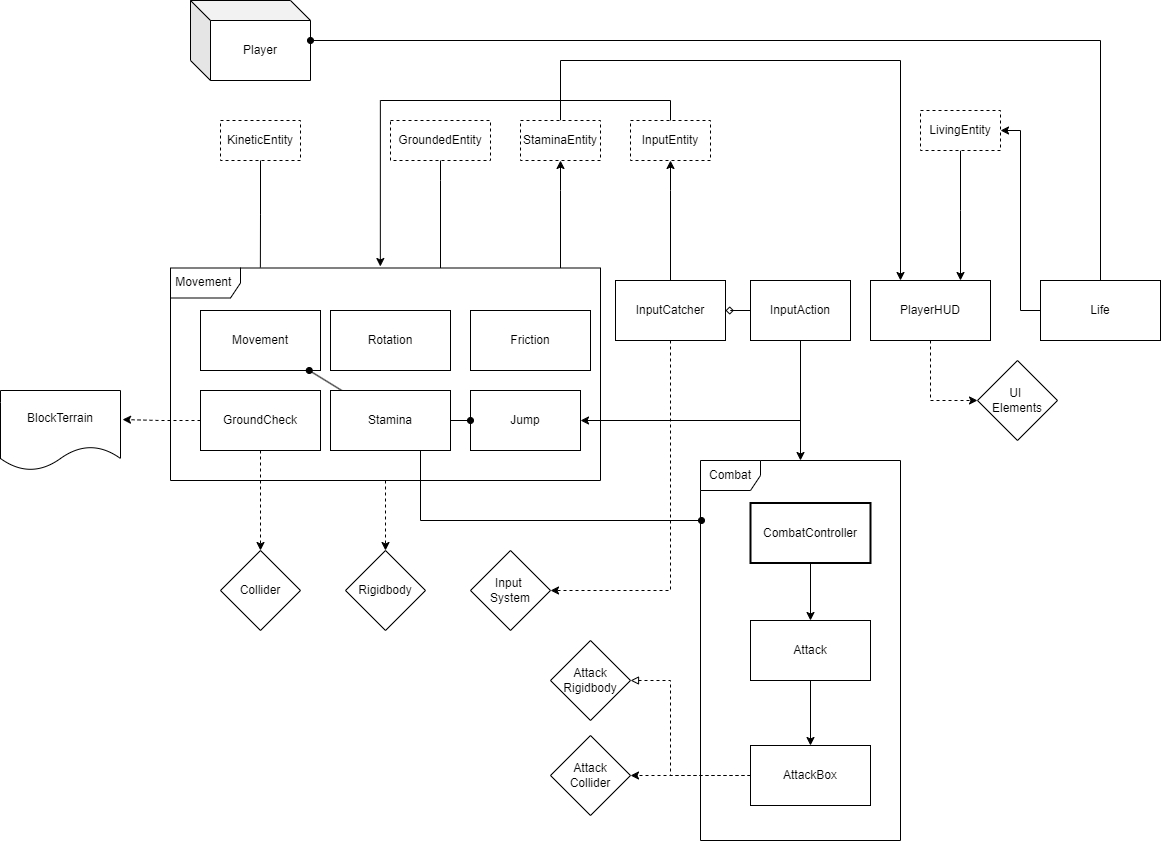 Player
KineticEntity
GroundedEntity
StaminaEntity
InputEntity
LivingEntity
Movement
InputCatcher
InputAction
PlayerHUD
Life
Movement
Rotation
Friction
BlockTerrain
GroundCheck
Stamina
Jump
UI
Elements
Combat
CombatController
Collider
Rigidbody
Input
System
Attack
Attack
Rigidbody
Attack
Collider
AttackBox